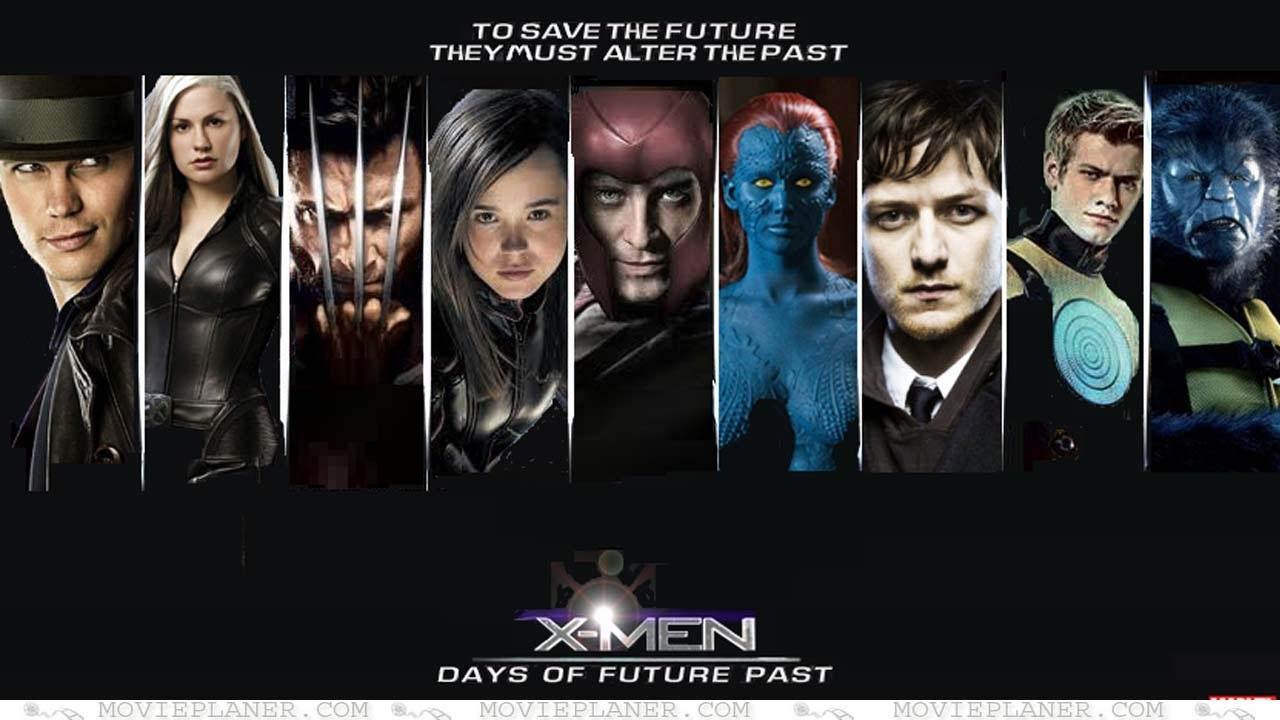 TO SAVE THE FUTURE
THEY MUST ALTER THE PAST
X-MEN
DAYS OF FUTURE PAST
MOVIEPLANER.COM MOVIEPLANER.COM MOVIEPLANER.COM